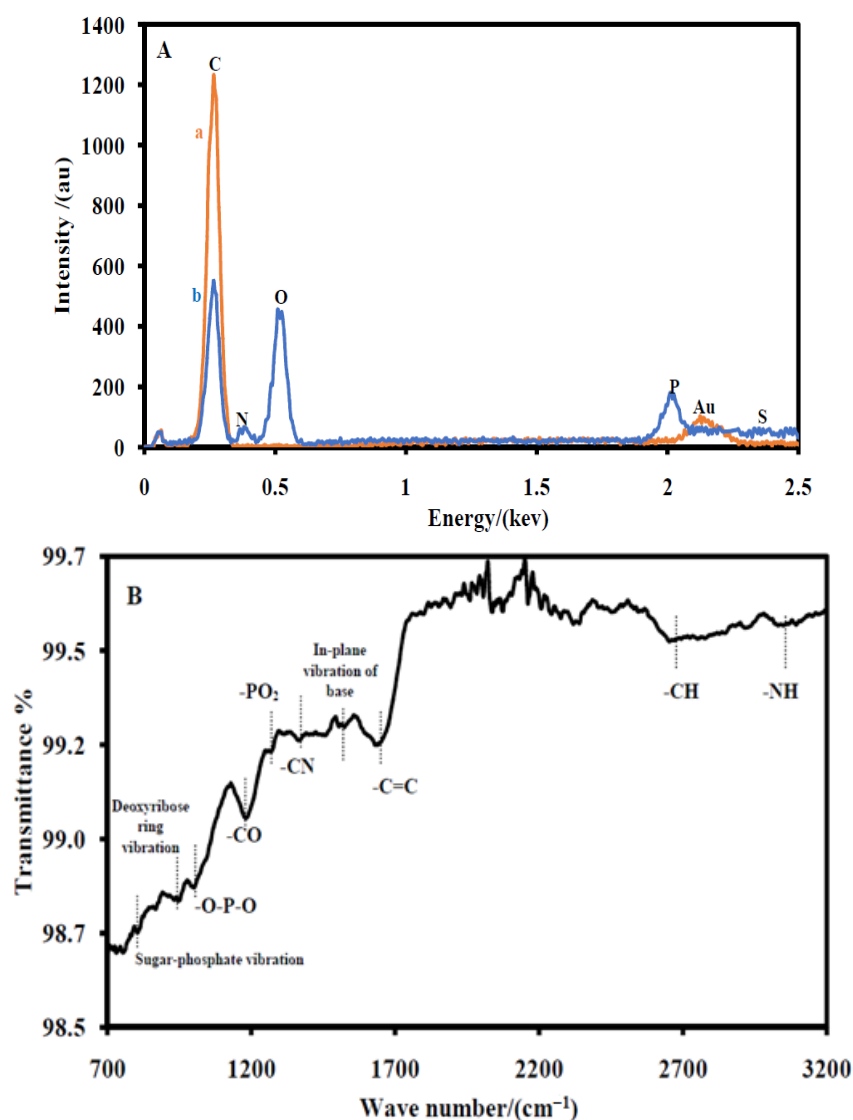 A
C
a
b
N
O
P
Au
S
Intensity /(au)
1400
1200
1000
800
600
400
200
0
0 0.5 1 1.5 2 2.5
Energy/(kev)
B
Transmittance %
99.7
99.5
99.2
99.0
98.7
98.5
In-plane
vibration of
base
-PO₂
-CN
-C=C
-CH
-NH
Deoxyribose
ring
vibration
-CO
-O-P-O
Sugar-phosphate vibration
700 1200 1700 2200 2700 3200
Wave number/(cm⁻¹)